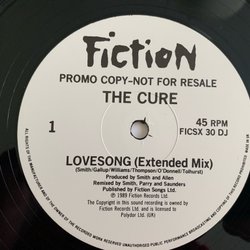 Fiction
PROMO COPY-NOT FOR RESALE
THE CURE
1
45 RPM
FICSX 30 DJ
LOVESONG (Extended Mix)
(Smith/Gallup/Williams/Thompson/O'Donnell/Tolhurst)
Produced by Smith and Allen
Remixed by Smith, Parry and Saunders
Published by Fiction Songs Ltd.
℗ 1989 Fiction Records Ltd.
The Copyright in this sound recording is owned by
Fiction Records Ltd, and is licensed to
Polydor Ltd. (UK)